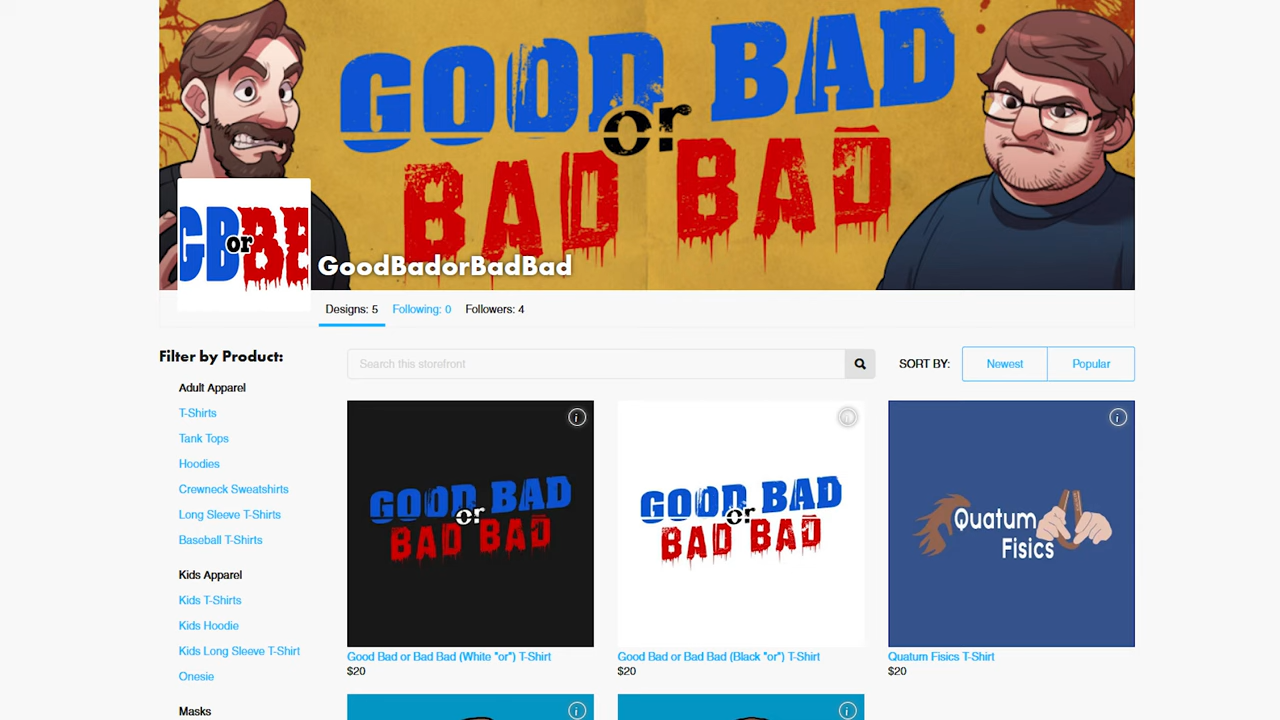 GOOD BAD
or
BAD BAD
GB or BB
GoodBadorBadBad
Designs: 5 Following: 0 Followers: 4
Filter by Product:
Search this storefront
SORT BY: Newest Popular
Adult Apparel
T-Shirts
Tank Tops
Hoodies
Crewneck Sweatshirts
Long Sleeve T-Shirts
Baseball T-Shirts
Kids Apparel
Kids T-Shirts
Kids Hoodie
Kids Long Sleeve T-Shirt
Onesie
Masks
GOOD BAD
or
BAD BAD
Good Bad or Bad Bad (White "or") T-Shirt
$20
GOOD BAD
or
BAD BAD
Good Bad or Bad Bad (Black "or") T-Shirt
$20
Quatum
Fisics
Quatum Fisics T-Shirt
$20